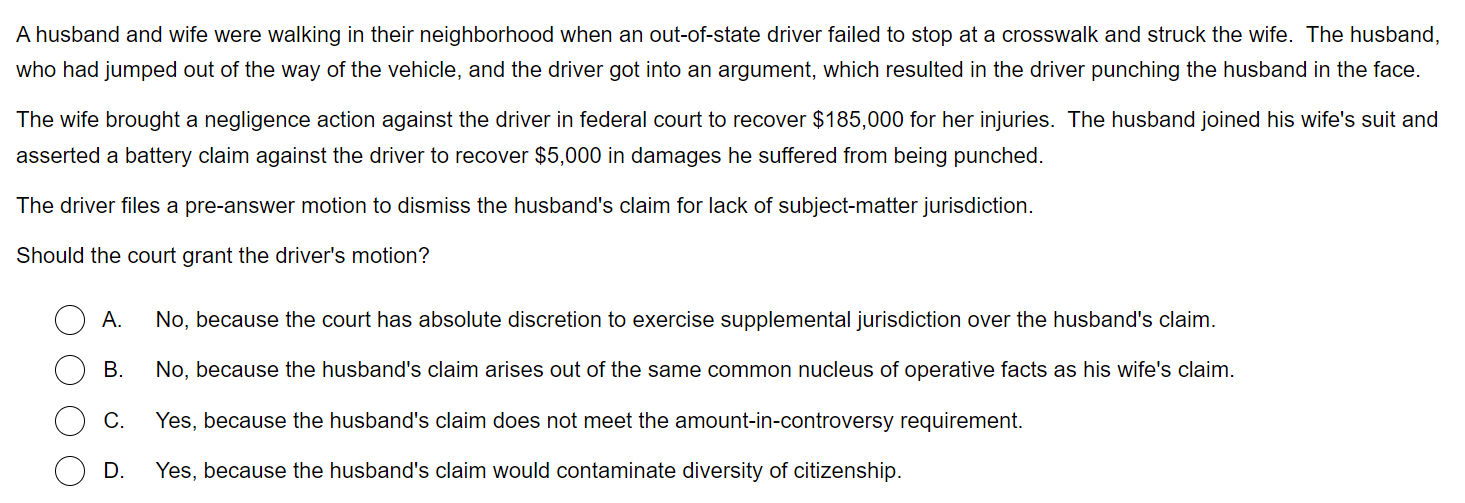 A husband and wife were walking in their neighborhood when an out-of-state driver failed to stop at a crosswalk and struck the wife.  The husband,
who had jumped out of the way of the vehicle, and the driver got into an argument, which resulted in the driver punching the husband in the face.
The wife brought a negligence action against the driver in federal court to recover $185,000 for her injuries.  The husband joined his wife's suit and
asserted a battery claim against the driver to recover $5,000 in damages he suffered from being punched.
The driver files a pre-answer motion to dismiss the husband's claim for lack of subject-matter jurisdiction.
Should the court grant the driver's motion?
A. No, because the court has absolute discretion to exercise supplemental jurisdiction over the husband's claim.
B. No, because the husband's claim arises out of the same common nucleus of operative facts as his wife's claim.
C. Yes, because the husband's claim does not meet the amount-in-controversy requirement.
D. Yes, because the husband's claim would contaminate diversity of citizenship.